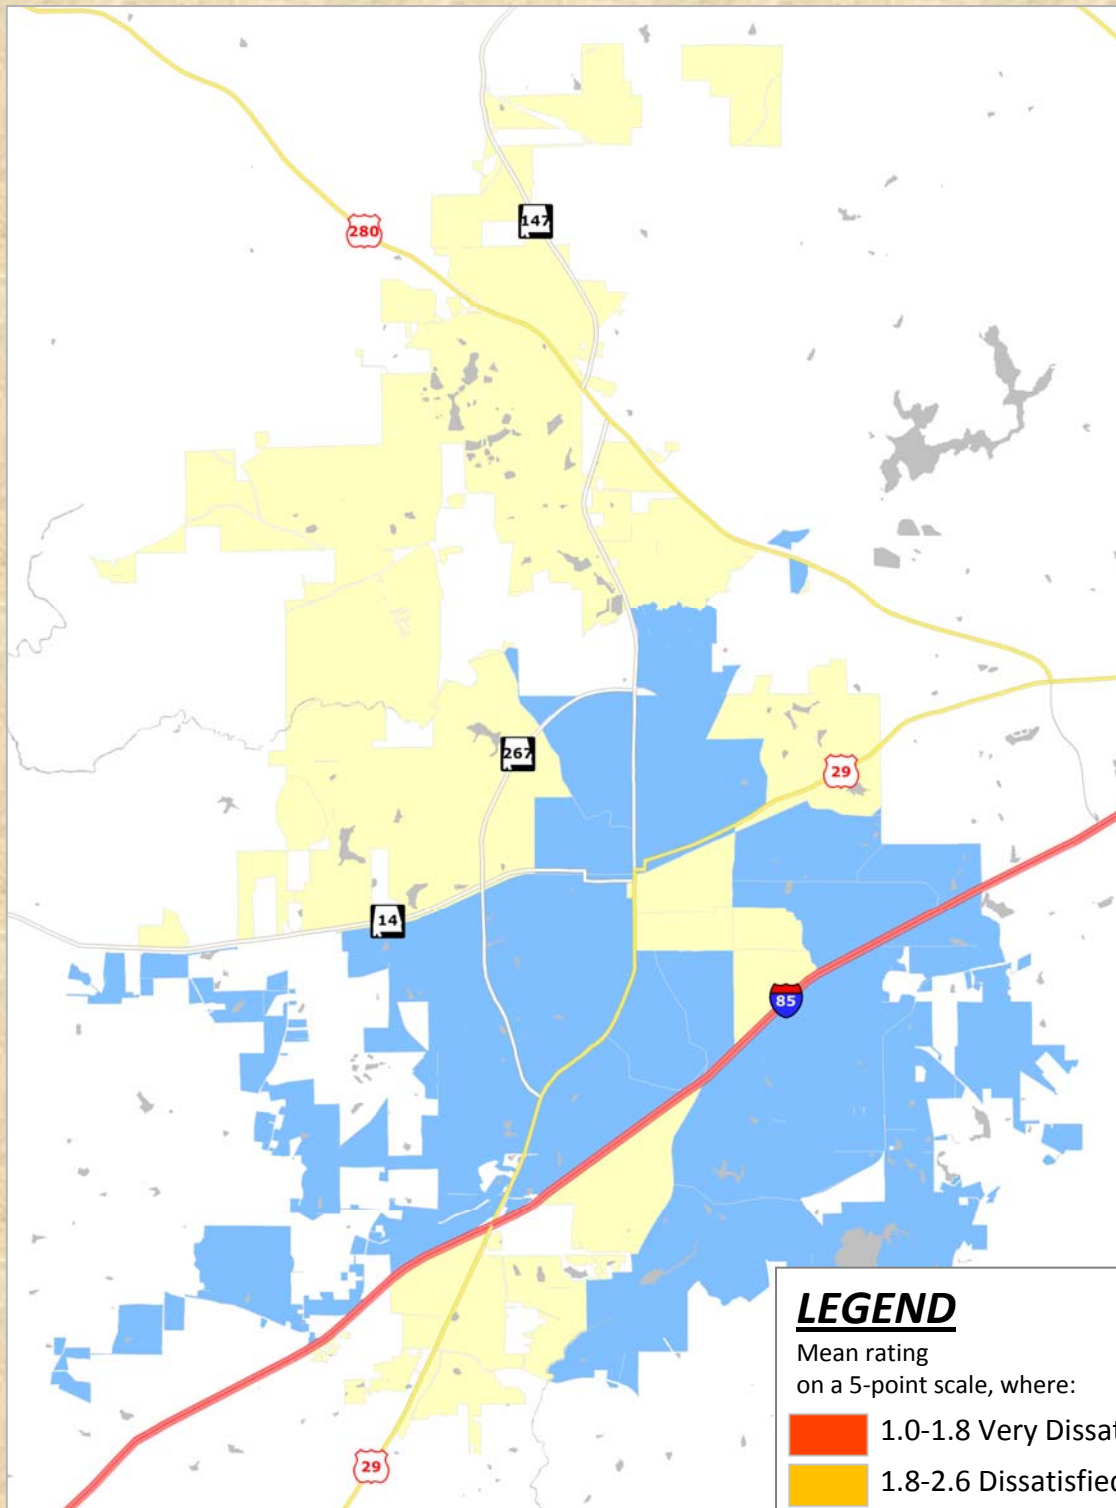 147
280
267
29
14
85
29
LEGEND
Mean rating
on a 5-point scale, where:
1.0-1.8 Very Dissat
1.8-2.6 Dissatisfied